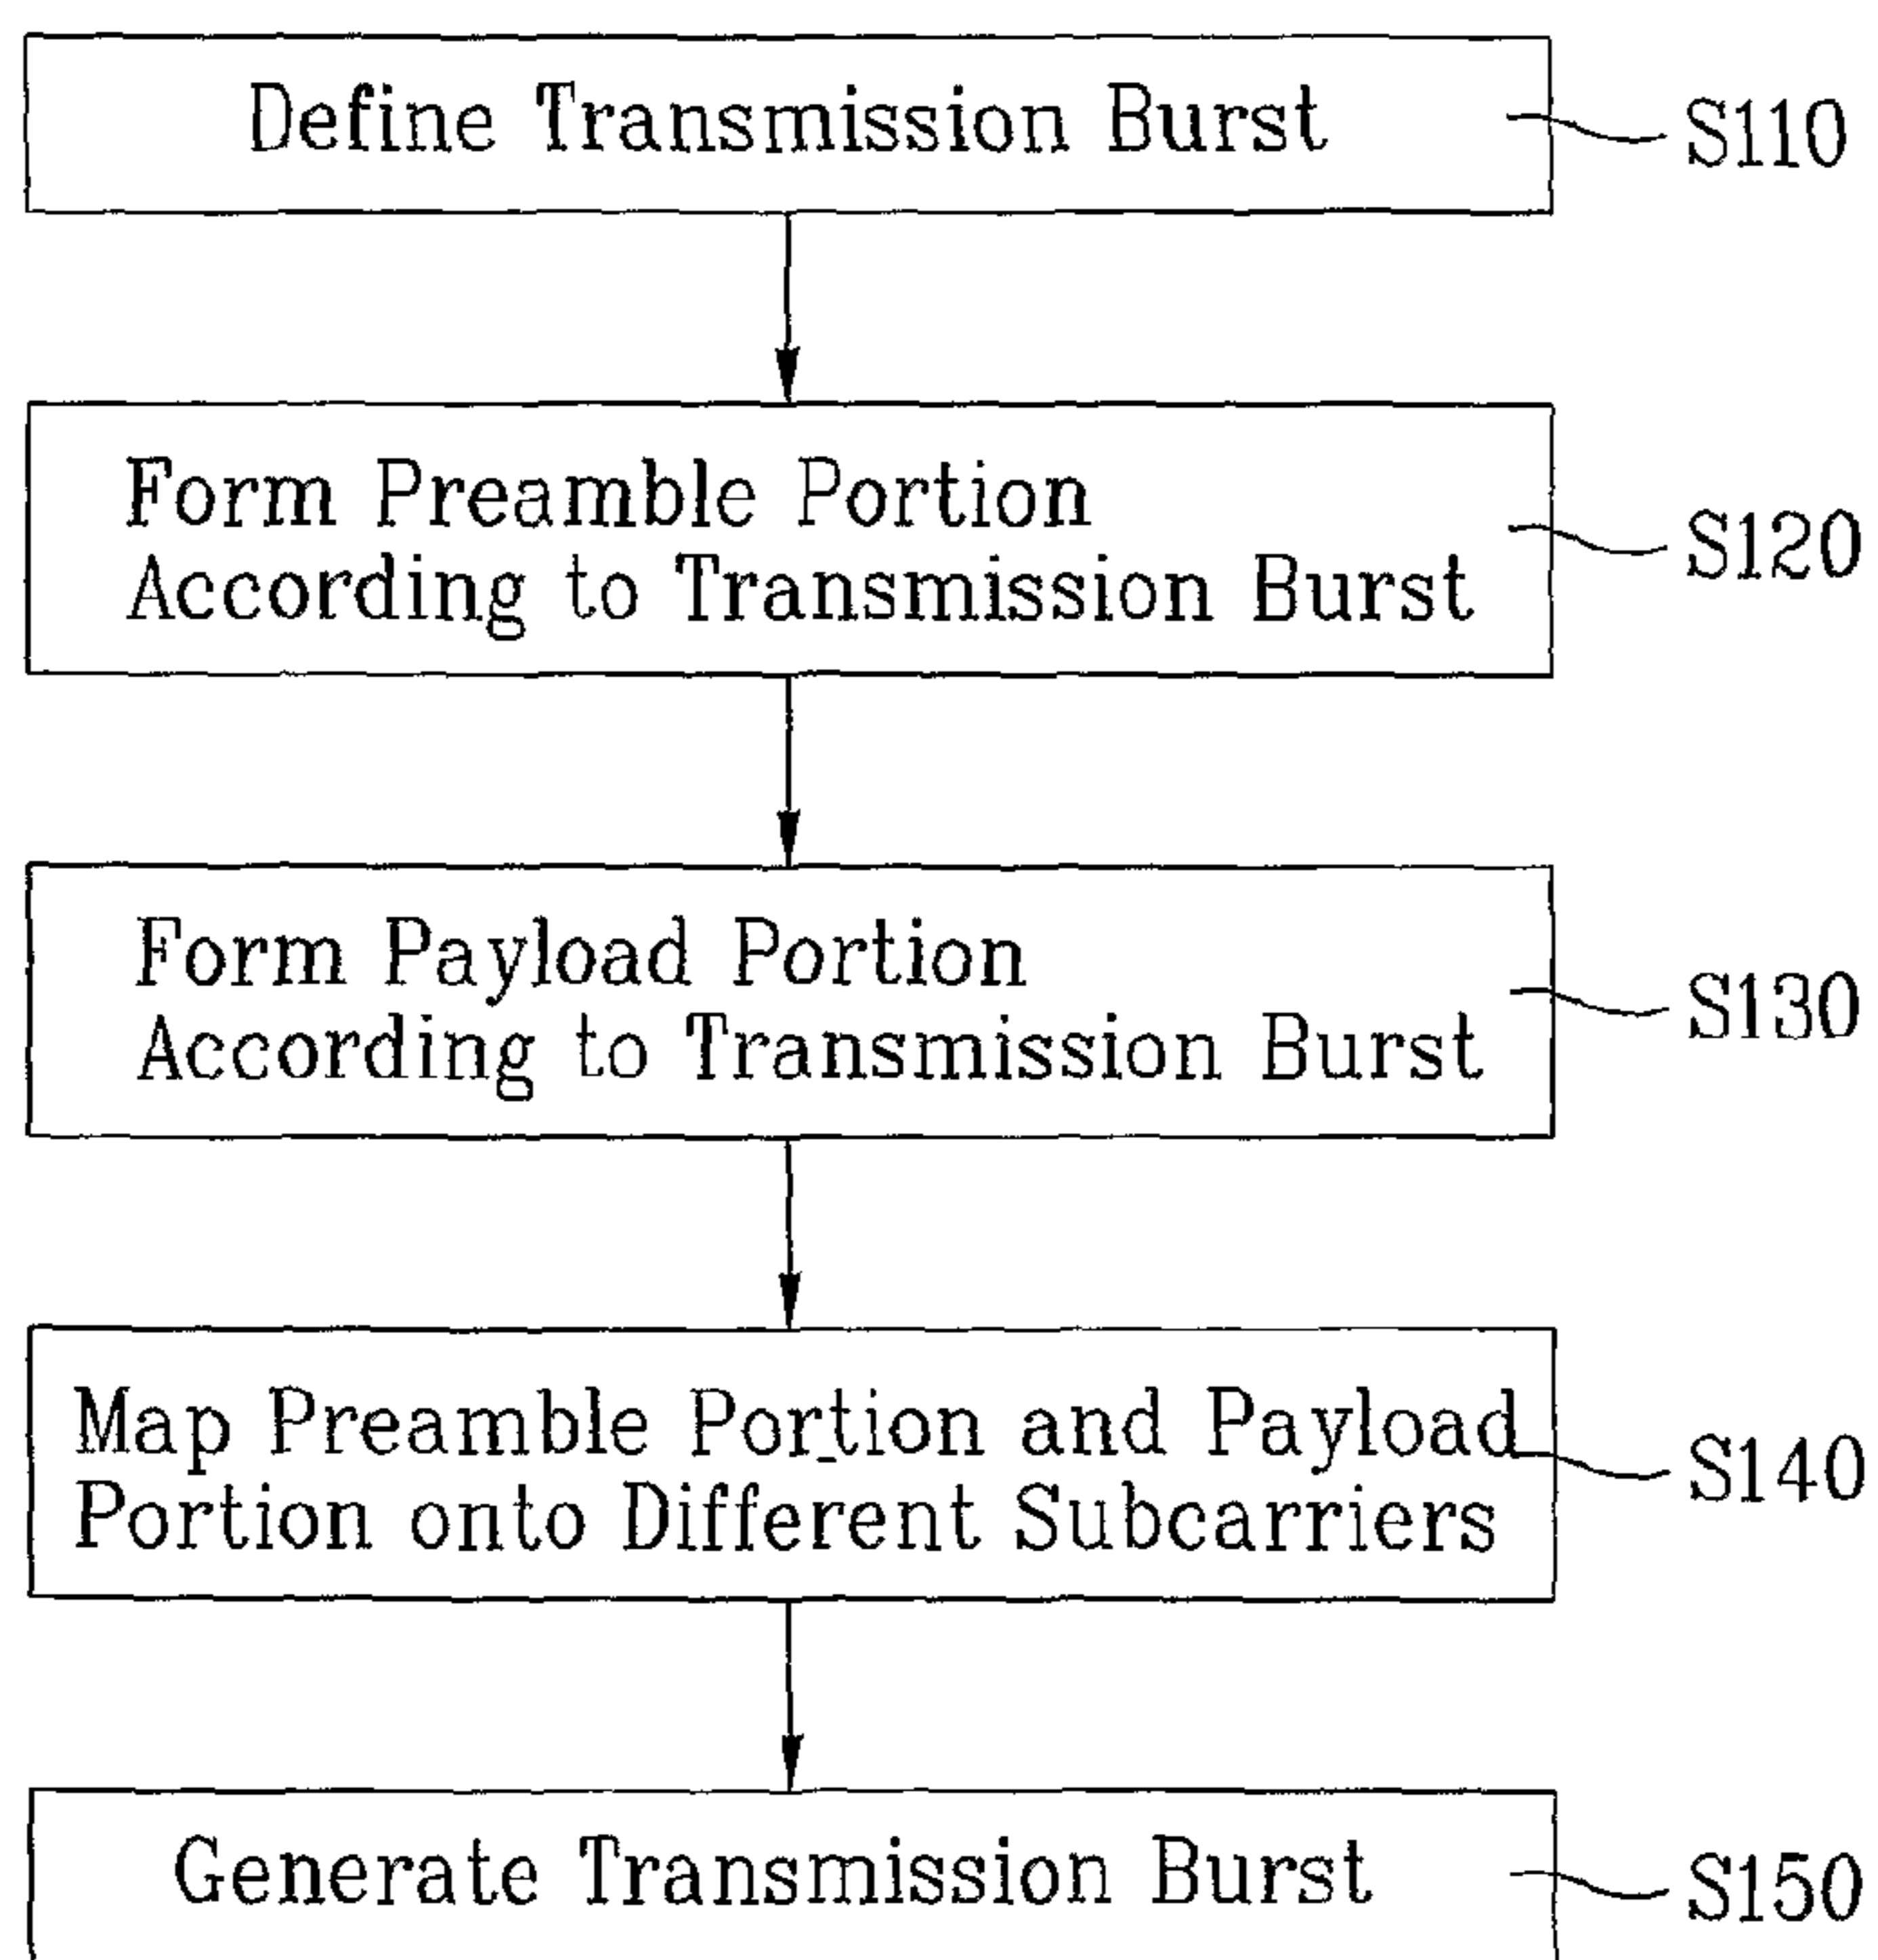 Define Transmission Burst
S110
Form Preamble Portion
According to Transmission Burst
S120
Form Payload Portion
According to Transmission Burst
S130
Map Preamble Portion and Payload
Portion onto Different Subcarriers
S140
Generate Transmission Burst
S150